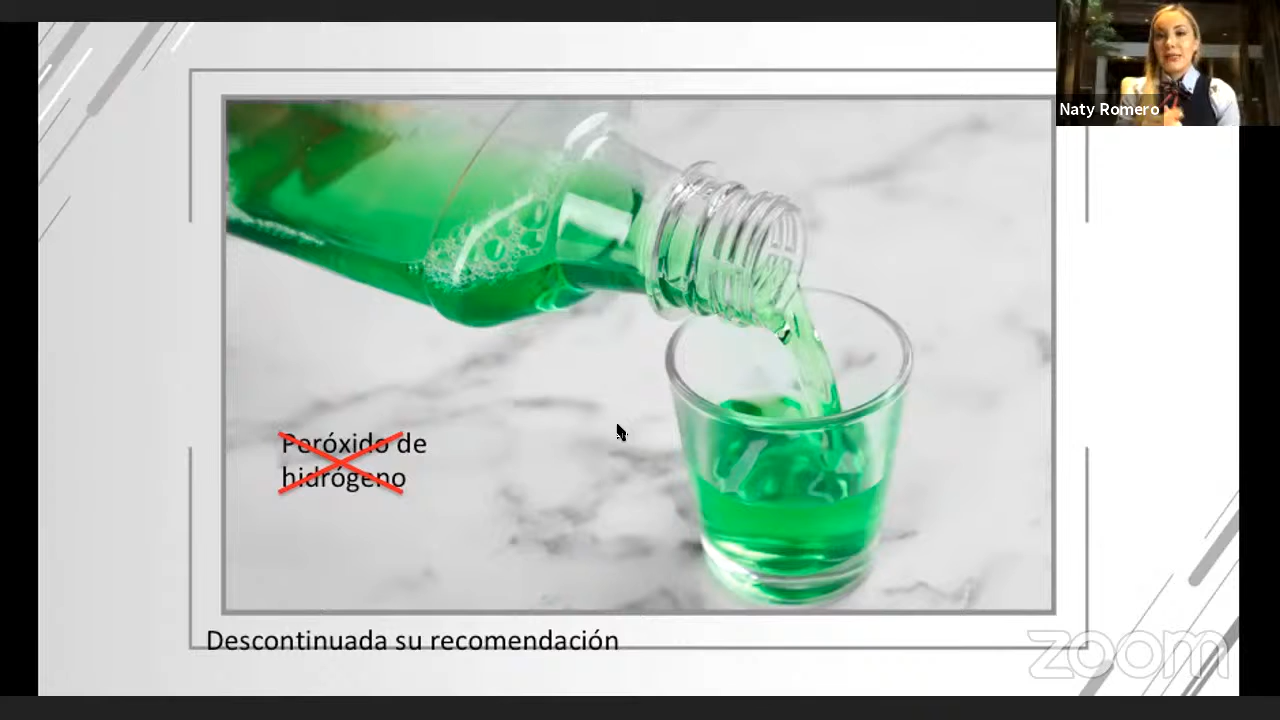 Naty Romero
Peróxido de
hidrógeno
Descontinuada su recomendación
zoom